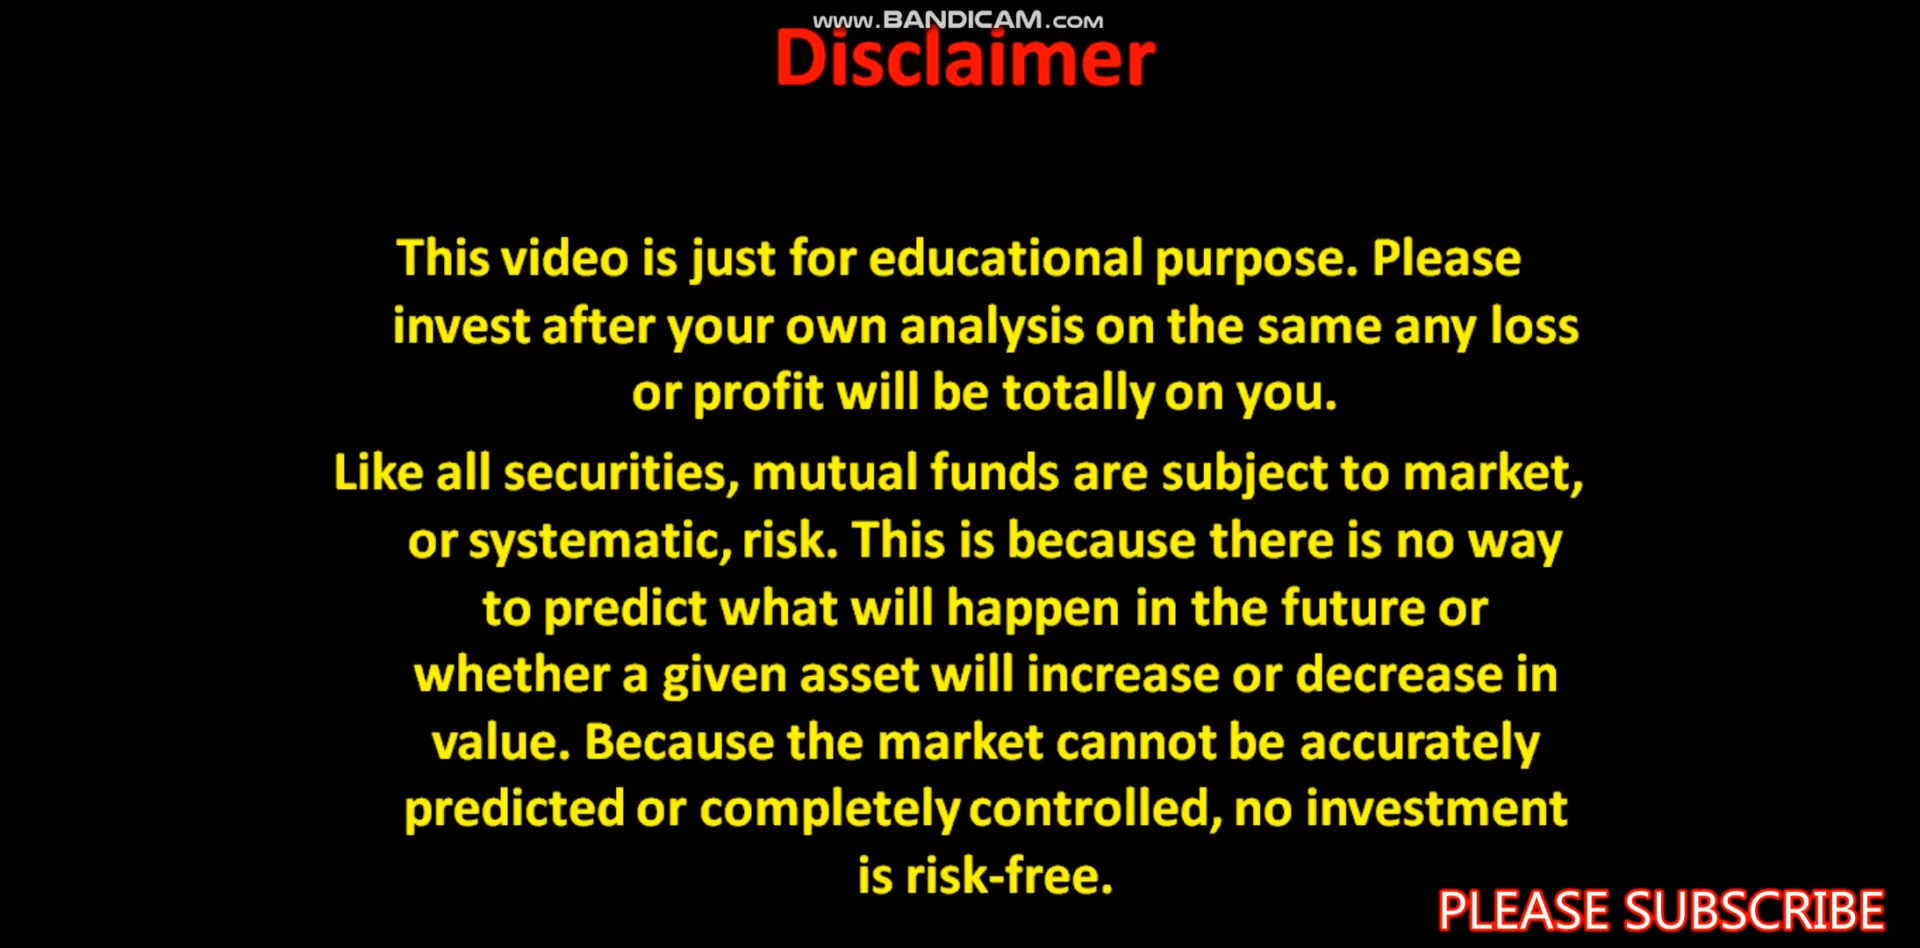 www.BANDICAM.com
Disclaimer
This video is just for educational purpose. Please
invest after your own analysis on the same any loss
or profit will be totally on you.
Like all securities, mutual funds are subject to market,
or systematic, risk. This is because there is no way
to predict what will happen in the future or
whether a given asset will increase or decrease in
value. Because the market cannot be accurately
predicted or completely controlled, no investment
is risk-free.
PLEASE SUBSCRIBE